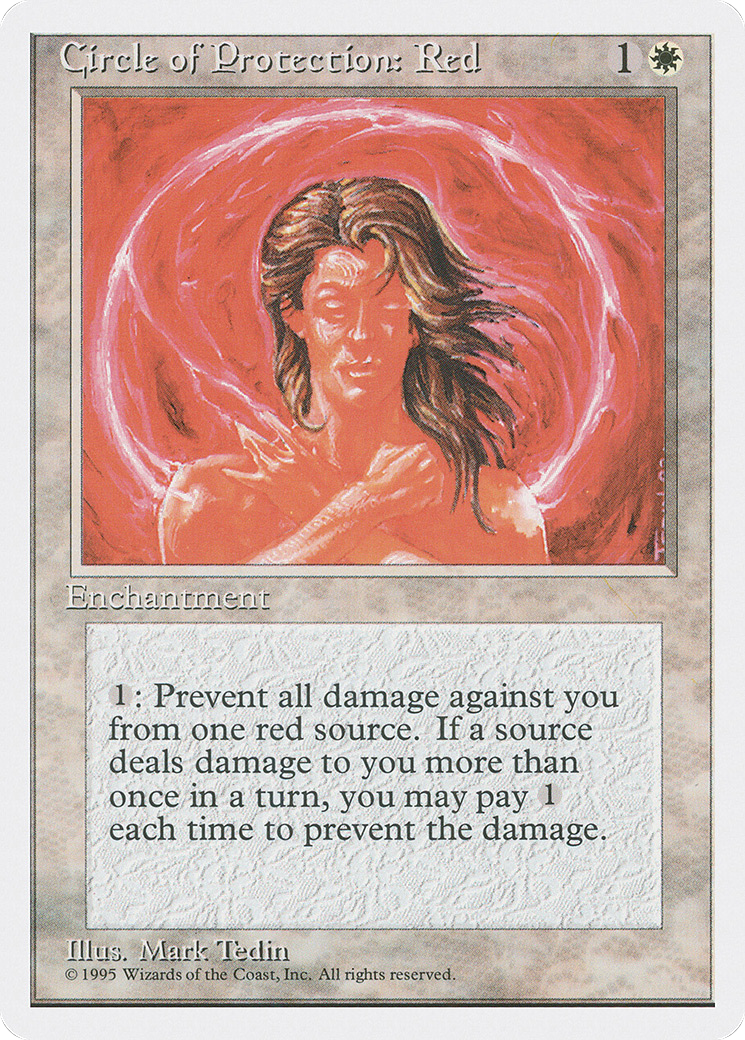 Circle of Protection: Red 1
Enchantment
1: Prevent all damage against you
from one red source. If a source
deals damage to you more than
once in a turn, you may pay 1
each time to prevent the damage.
Illus. Mark Tedin
© 1995 Wizards of the Coast, Inc. All rights reserved.